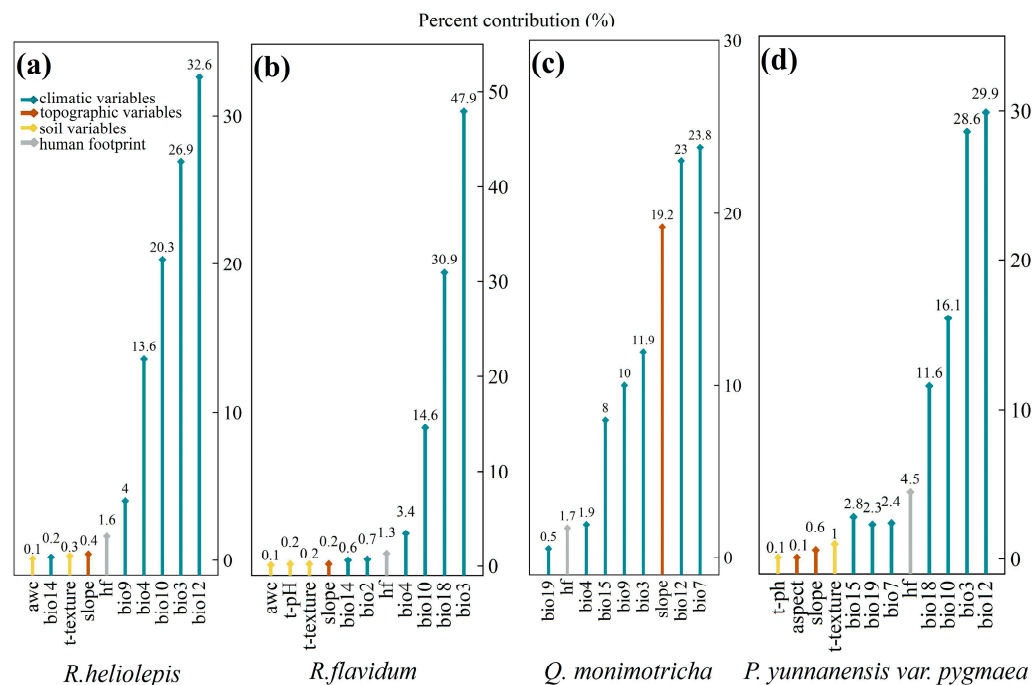 Percent contribution (%)
(a)
climatic variables
topographic variables
soil variables
human footprint
0.1
0.2
0.3
0.4
1.6
4
13.6
20.3
26.9
32.6
30
20
10
0
awc
bio14
t-texture
slope
hf
bio9
bio4
bio10
bio3
bio12
R.heliolepis
(b)
0.1
0.2
0.2
0.2
0.6
0.7
1.3
3.4
14.6
30.9
47.9
50
40
30
20
10
0
awc
t-pH
t-texture
slope
bio14
bio2
hf
bio4
bio10
bio18
bio3
R.flavidum
(c)
0.5
1.7
1.9
8
10
11.9
19.2
23
23.8
30
20
10
0
bio19
hf
bio4
bio15
bio9
bio3
slope
bio12
bio7
Q. monimotricha
(d)
0.1
0.1
0.6
1
2.8
2.3
2.4
4.5
11.6
16.1
28.6
29.9
30
20
10
0
t-ph
aspect
slope
t-texture
bio15
bio19
bio7
hf
bio18
bio10
bio3
bio12
P. yunnanensis var. pygmaea